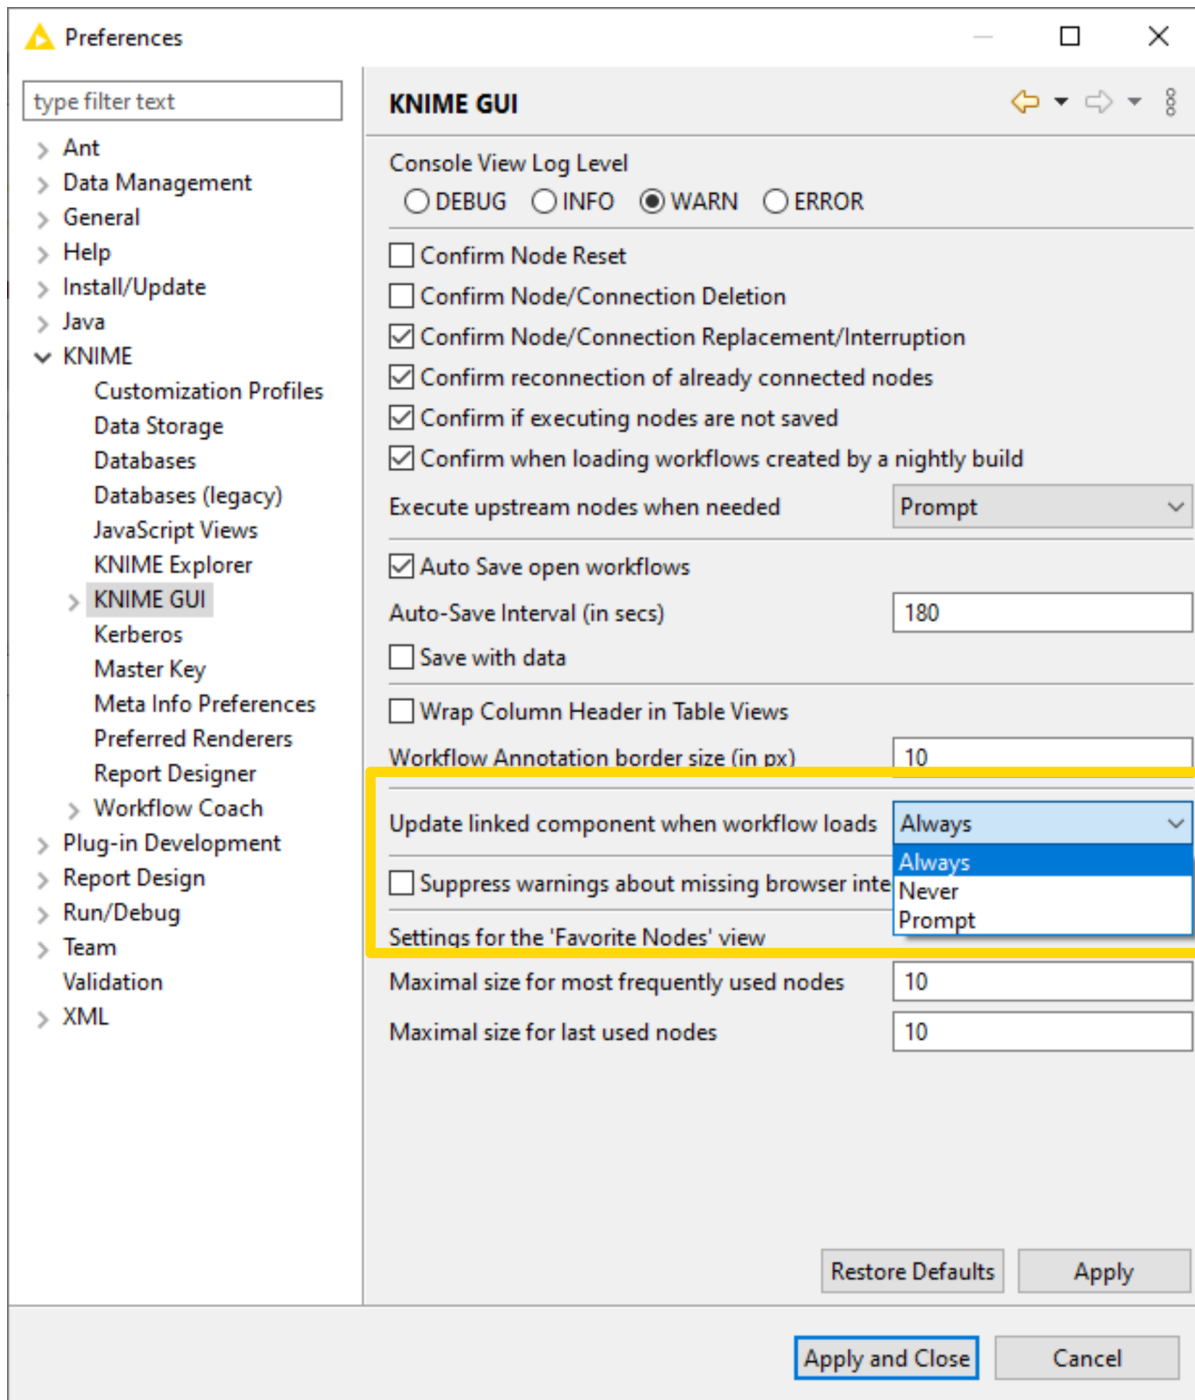 Preferences
type filter text
Ant
Data Management
General
Help
Install/Update
Java
KNIME
Customization Profiles
Data Storage
Databases
Databases (legacy)
JavaScript Views
KNIME Explorer
KNIME GUI
Kerberos
Master Key
Meta Info Preferences
Preferred Renderers
Report Designer
Workflow Coach
Plug-in Development
Report Design
Run/Debug
Team
Validation
XML
KNIME GUI
Console View Log Level
DEBUG INFO WARN ERROR
Confirm Node Reset
Confirm Node/Connection Deletion
Confirm Node/Connection Replacement/Interruption
Confirm reconnection of already connected nodes
Confirm if executing nodes are not saved
Confirm when loading workflows created by a nightly build
Execute upstream nodes when needed Prompt
Auto Save open workflows
Auto-Save Interval (in secs) 180
Save with data
Wrap Column Header in Table Views
Workflow Annotation border size (in px) 10
Update linked component when workflow loads Always
Always
Suppress warnings about missing browser inte
Never
Prompt
Settings for the 'Favorite Nodes' view
Maximal size for most frequently used nodes 10
Maximal size for last used nodes 10
Restore Defaults Apply
Apply and Close Cancel